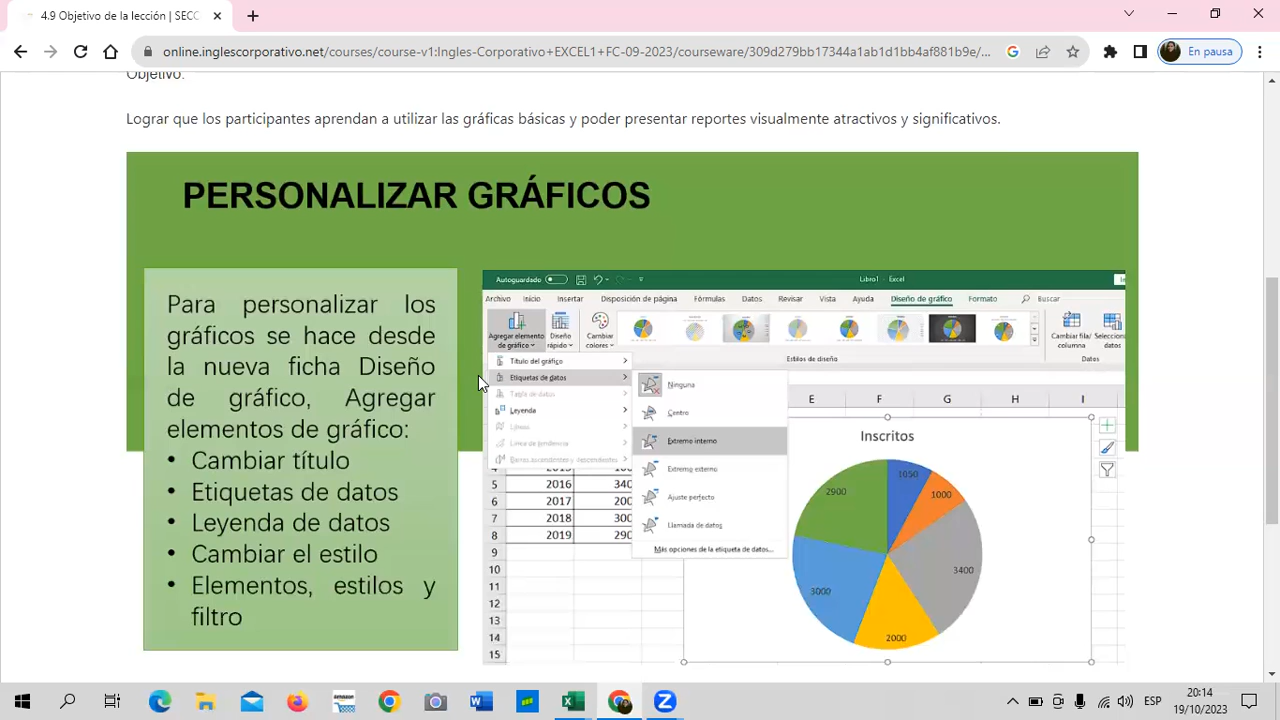 4.9 Objetivo de la lección | SECC
online.inglescorporativo.net/courses/course-v1:Ingles-Corporativo+EXCEL1+FC-09-2023/courseware/309d279bb17344a1ab1d1bb4af881b9e/...
En pausa
Objetivo:
Lograr que los participantes aprendan a utilizar las gráficas básicas y poder presentar reportes visualmente atractivos y significativos.
PERSONALIZAR GRÁFICOS
Para personalizar los
gráficos se hace desde
la nueva ficha Diseño
de gráfico, Agregar
elementos de gráfico:
• Cambiar título
• Etiquetas de datos
• Leyenda de datos
• Cambiar el estilo
• Elementos, estilos y
filtro
Autoguardado
Libro1 - Excel
Archivo Inicio Insertar Disposición de página Fórmulas Datos Revisar Vista Ayuda Diseño de gráfico Formato Buscar
Agregar elemento
de gráfico
Diseño
rápido
Cambiar
colores
Cambiar fila/
columna
Selecciona
datos
Estilos de diseño
Datos
Título del gráfico
Etiquetas de datos
Tabla de datos
Leyenda
Líneas
Línea de tendencia
Barras ascendentes y descendentes
Ninguna
Centro
Extremo interno
Extremo externo
Ajuste perfecto
Llamada de datos
Más opciones de la etiqueta de datos...
E F G H I
5 2016 340
6 2017 200
7 2018 300
8 2019 290
9
10
11
12
13
14
15
Inscritos
1050
1000
3400
2000
3000
2900
ESP
20:14
19/10/2023